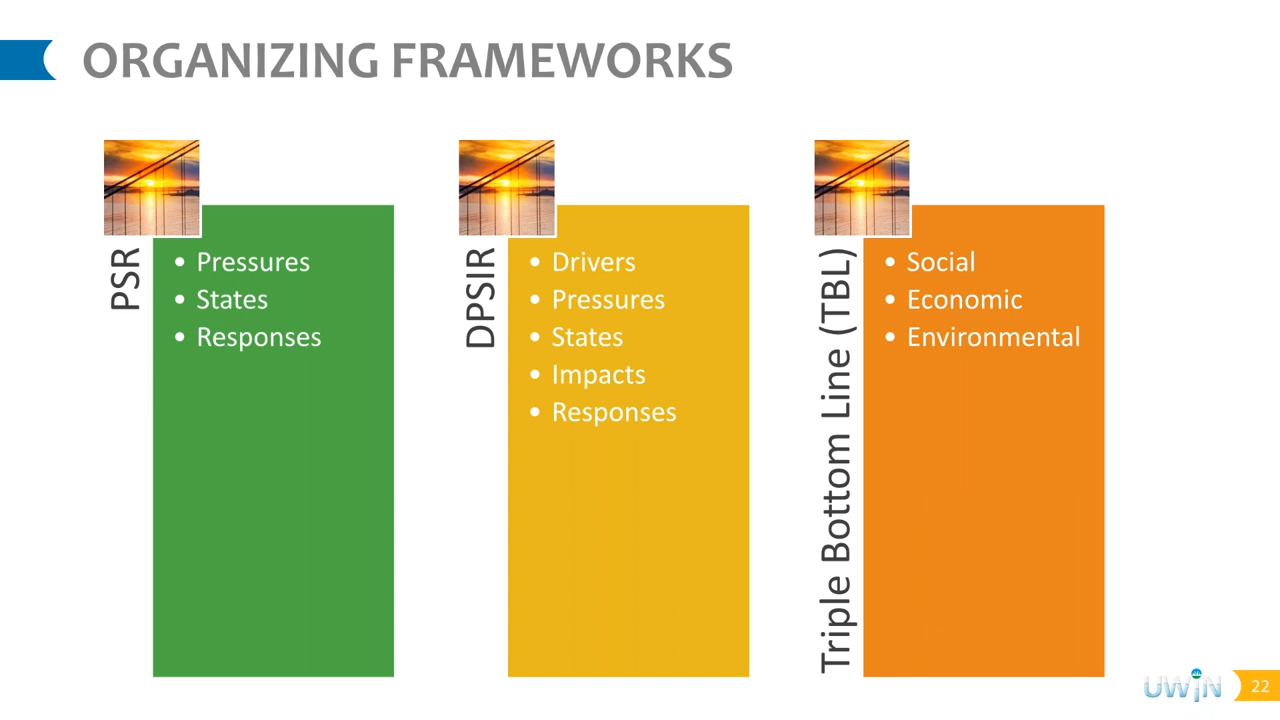 ORGANIZING FRAMEWORKS
PSR
• Pressures
• States
• Responses
DPSIR
• Drivers
• Pressures
• States
• Impacts
• Responses
Triple Bottom Line (TBL)
• Social
• Economic
• Environmental
UWiN
22